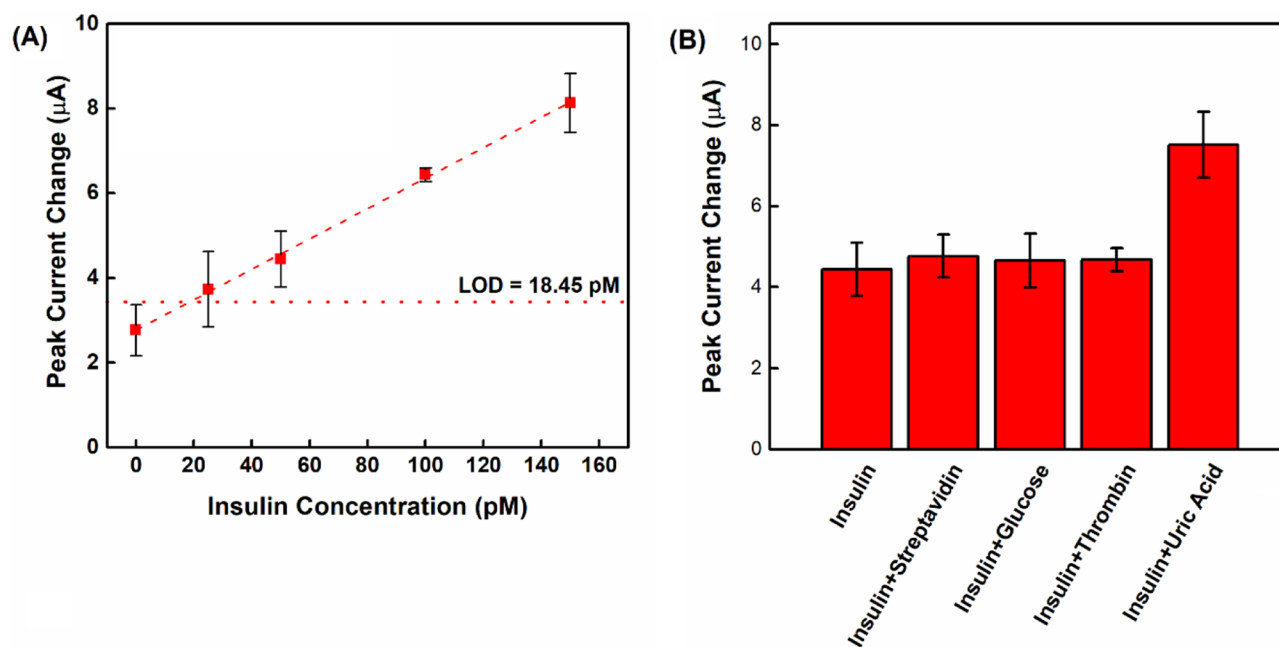 (A)
Peak Current Change (μA)
10
8
6
4
2
0
LOD = 18.45 pM
0 20 40 60 80 100 120 140 160
Insulin Concentration (pM)
(B)
Peak Current Change (μA)
10
8
6
4
2
0
Insulin
Insulin+Streptavidin
Insulin+Glucose
Insulin+Thrombin
Insulin+Uric Acid